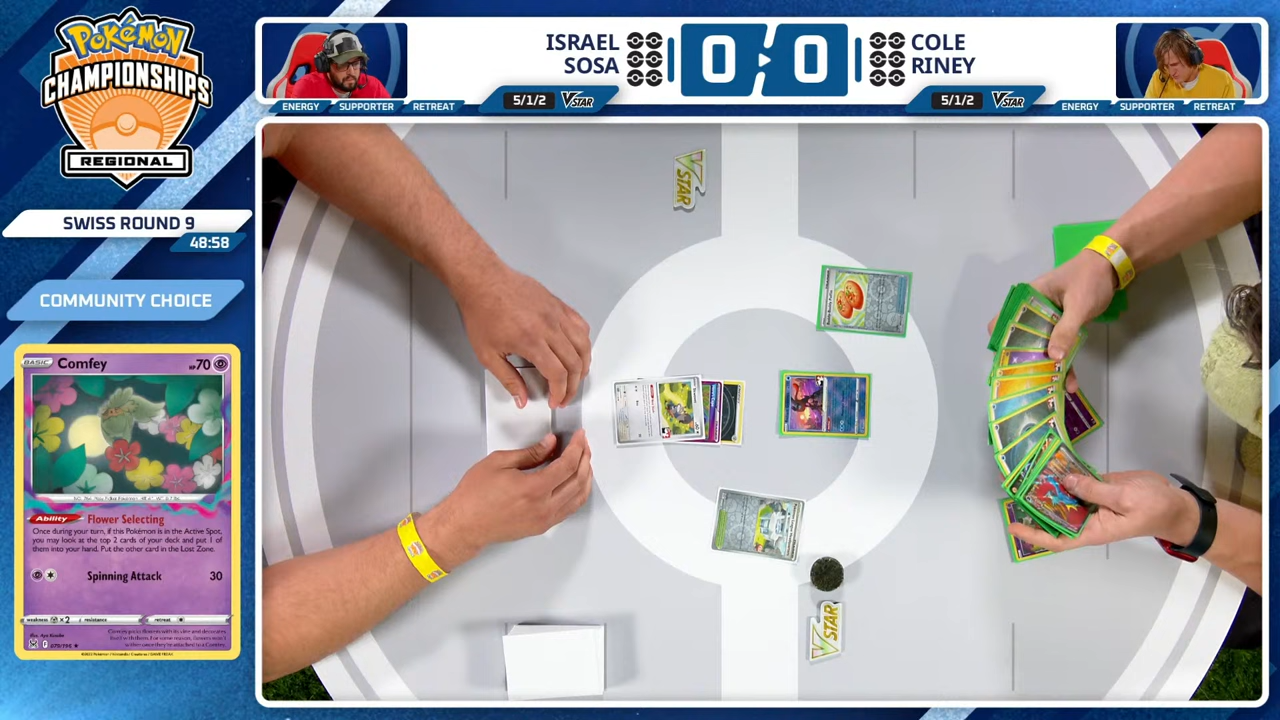 Pokémon
CHAMPIONSHIPS
REGIONAL
SWISS ROUND 9
48:58
COMMUNITY CHOICE
BASIC Comfey HP70
Ability Flower Selecting
Once during your turn, if this Pokémon is in the Active Spot,
you may look at the top 2 cards of your deck and put 1 of
them into your hand. Put the other card in the Lost Zone.
Spinning Attack 30
weakness ×2 resistance retreat
ISRAEL
SOSA
0 0
COLE
RINEY
ENERGY SUPPORTER RETREAT
5/1/2 VSTAR
5/1/2 VSTAR
ENERGY SUPPORTER RETREAT
VSTAR
VSTAR